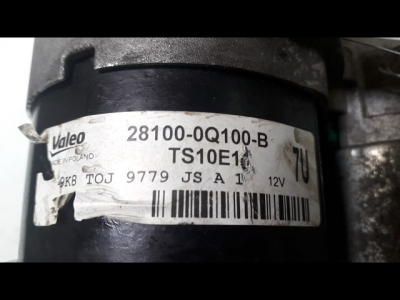 Valeo 28100-0Q100-B
MADE IN POLAND TS10E1 7U
TOJ 9779 JS A 1 12V